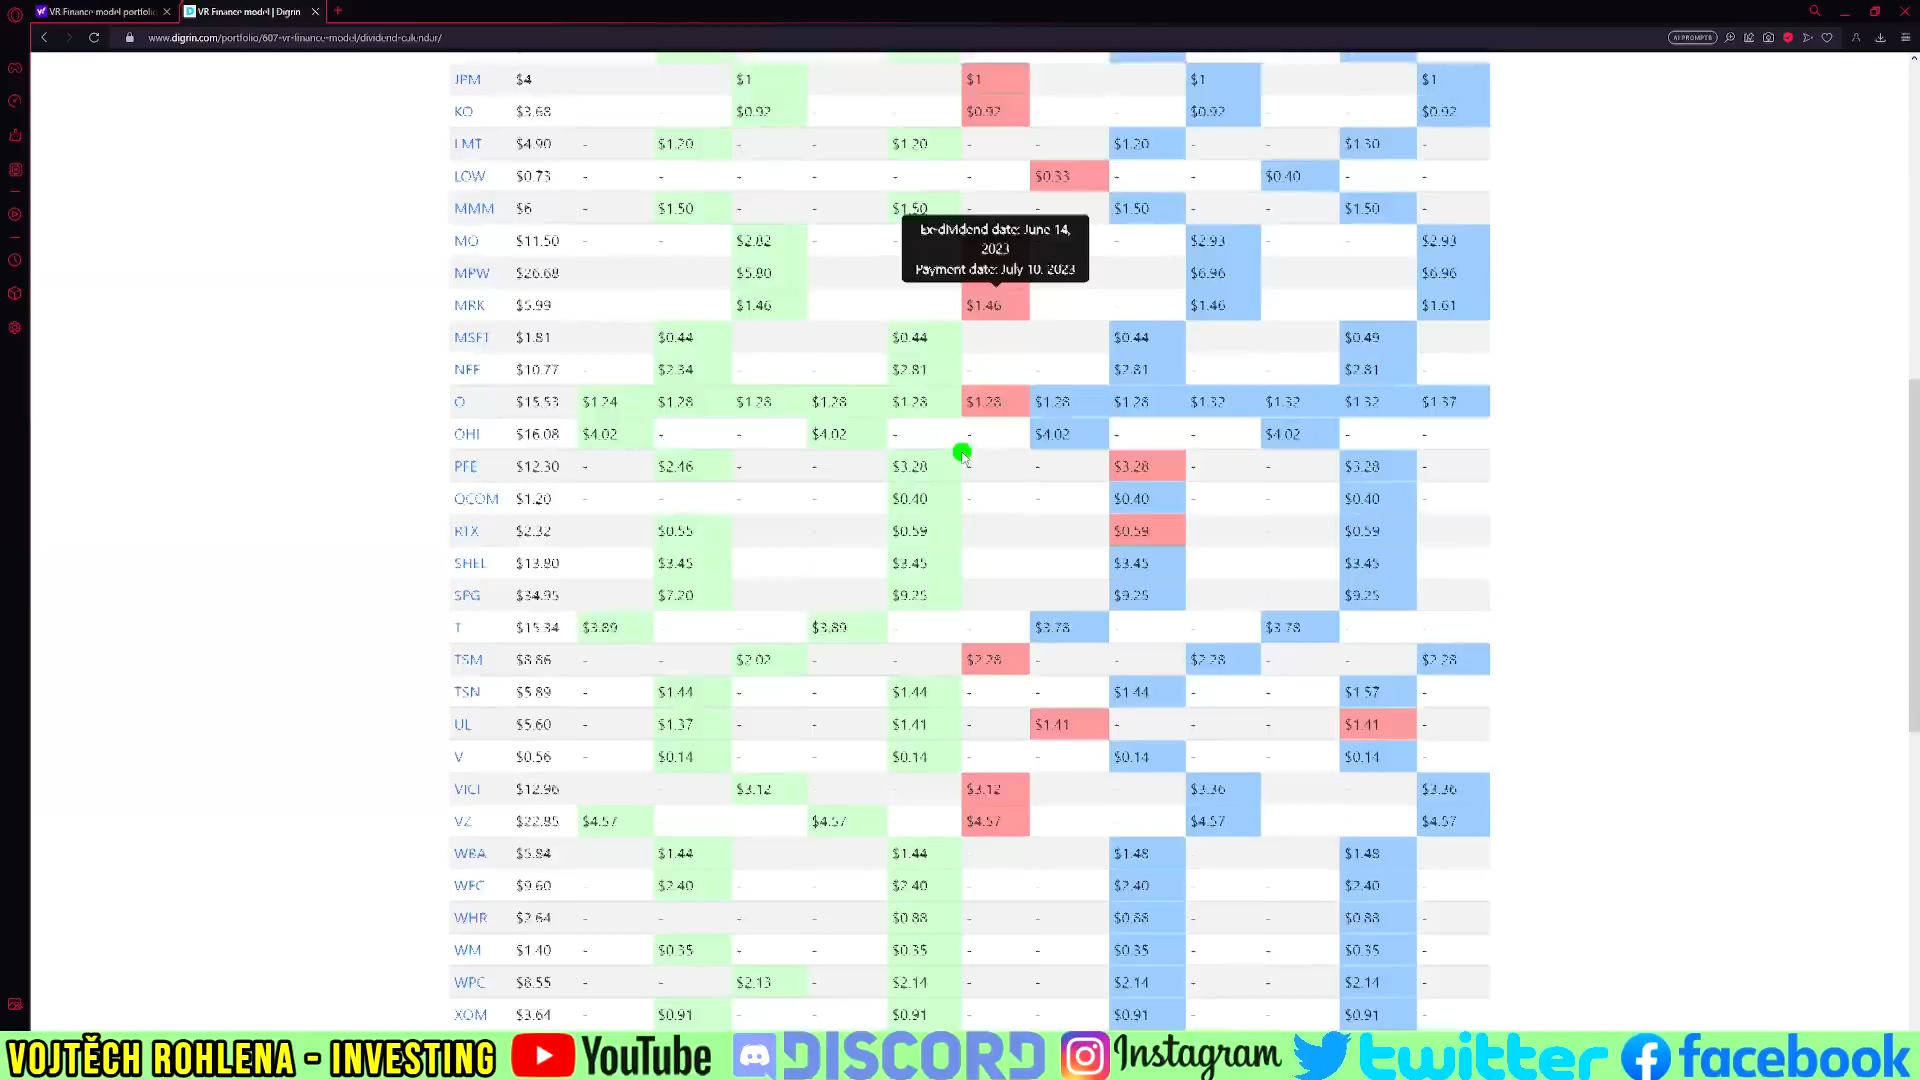 VR Finance model portfolio
VR Finance model | Digrin
www.digrin.com/portfolio/607-vr-finance-model/dividend-calendar/
AI PROMPTS
JPM $4 $1 $1 $1 $1
KO $3.68 - - $0.92 - - $0.92 - - $0.92 - - $0.92
LMT $4.90 - $1.20 - - $1.20 - - $1.20 - - $1.30 -
LOW $0.73 - - - - - - $0.33 - - $0.40 - -
MMM $6 - $1.50 - - $1.50 - - $1.50 - - $1.50 -
MO $11.50 - - $2.82 - - - $2.93 - - $2.93
MPW $26.68 $5.80 $6.96 $6.96
MRK $5.99 $1.46 $1.46 $1.46 $1.61
Ex-dividend date: June 14,
2023
Payment date: July 10, 2023
MSFT $1.81 $0.44 $0.44 $0.44 $0.49
NEE $10.77 $2.34 $2.81 $2.81 $2.81
O $15.53 $1.24 $1.28 $1.28 $1.28 $1.28 $1.28 $1.28 $1.28 $1.32 $1.32 $1.32 $1.37
OHI $16.08 $4.02 - - $4.02 - - $4.02 - - $4.02 - -
PFE $12.30 - $2.46 - - $3.28 - - $3.28 - - $3.28 -
QCOM $1.20 - - - - $0.40 - - $0.40 - - $0.40 -
RTX $2.32 $0.55 $0.59 $0.59 $0.59
SHEL $13.80 $3.45 $3.45 $3.45 $3.45
SPG $34.95 $7.20 $9.25 $9.25 $9.25
T $15.34 $3.89 $3.89 $3.78 $3.78
TSM $8.86 - - $2.02 - - $2.28 - - $2.28 - - $2.28
TSN $5.89 - $1.44 - - $1.44 - - $1.44 - - $1.57 -
UL $5.60 - $1.37 - - $1.41 - $1.41 - - - $1.41 -
V $0.56 - $0.14 - - $0.14 - - $0.14 - - $0.14 -
VICI $12.96 $3.12 $3.12 $3.36 $3.36
VZ $22.85 $4.57 $4.57 $4.57 $4.57 $4.57
WBA $5.84 $1.44 $1.44 $1.48 $1.48
WFC $9.60 - $2.40 - - $2.40 - - $2.40 - - $2.40 -
WHR $2.64 - - - - $0.88 - - $0.88 - - $0.88 -
WM $1.40 - $0.35 - - $0.35 - - $0.35 - - $0.35 -
WPC $8.55 - - $2.13 - $2.14 - - $2.14 - - $2.14 -
XOM $3.64 $0.91 $0.91 $0.91 $0.91
VOJTĚCH ROHLENA - INVESTING YouTube DISCORD Instagram twitter facebook